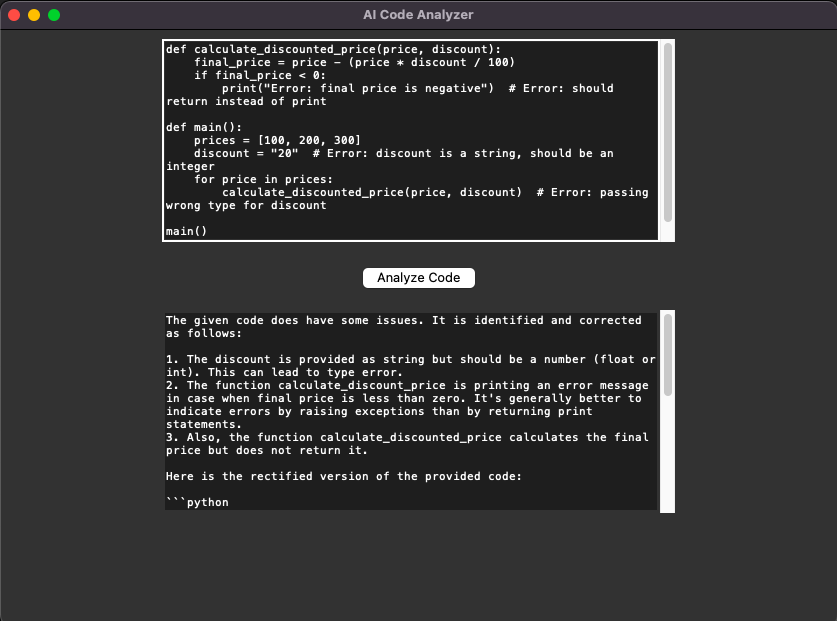 AI Code Analyzer
def calculate_discounted_price(price, discount):
    final_price = price - (price * discount / 100)
    if final_price < 0:
        print("Error: final price is negative")  # Error: should
return instead of print

def main():
    prices = [100, 200, 300]
    discount = "20"  # Error: discount is a string, should be an
integer
    for price in prices:
        calculate_discounted_price(price, discount)  # Error: passing
wrong type for discount

main()
Analyze Code
The given code does have some issues. It is identified and corrected
as follows:

1. The discount is provided as string but should be a number (float or
int). This can lead to type error.
2. The function calculate_discount_price is printing an error message
in case when final price is less than zero. It's generally better to
indicate errors by raising exceptions than by returning print
statements.
3. Also, the function calculate_discounted_price calculates the final
price but does not return it.

Here is the rectified version of the provided code:

```python